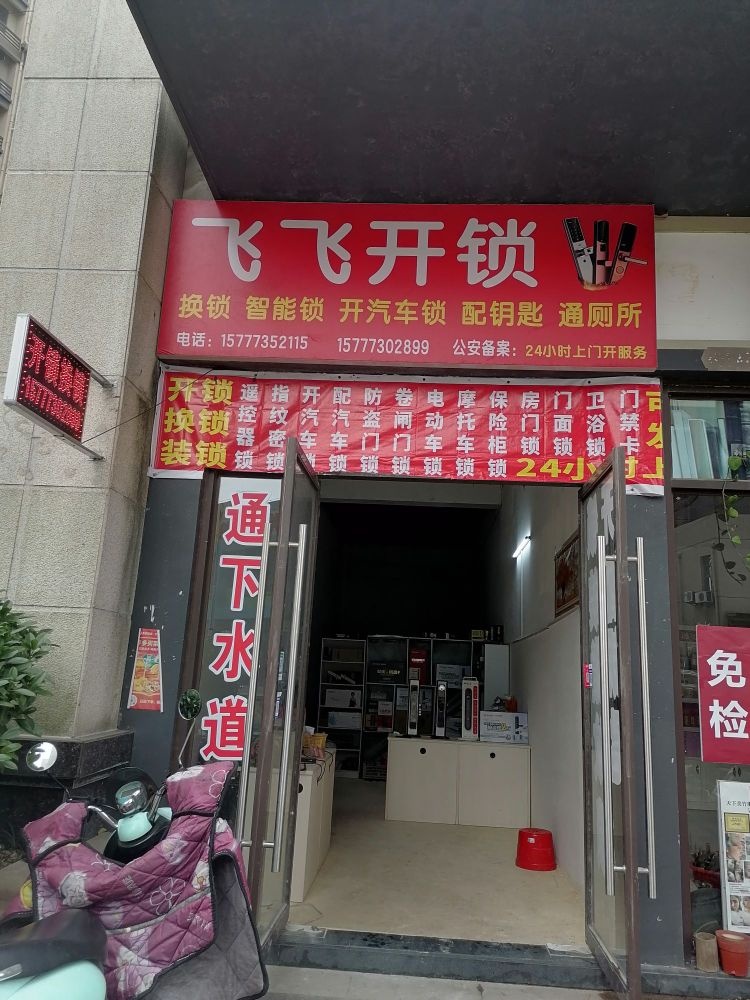 飞飞开锁
换锁 智能锁 开汽车锁 配钥匙 通厕所
电话：15777352115 15777302899 公安备案：24小时上门开服务
开锁
换锁
装锁
遥控器锁
指纹密锁
开汽车锁
配汽车锁
防盗门锁
卷闸门锁
电动车锁
摩托车锁
保险柜锁
房门锁
门面锁
卫浴锁
门禁卡
24小时上
通下水道
免检